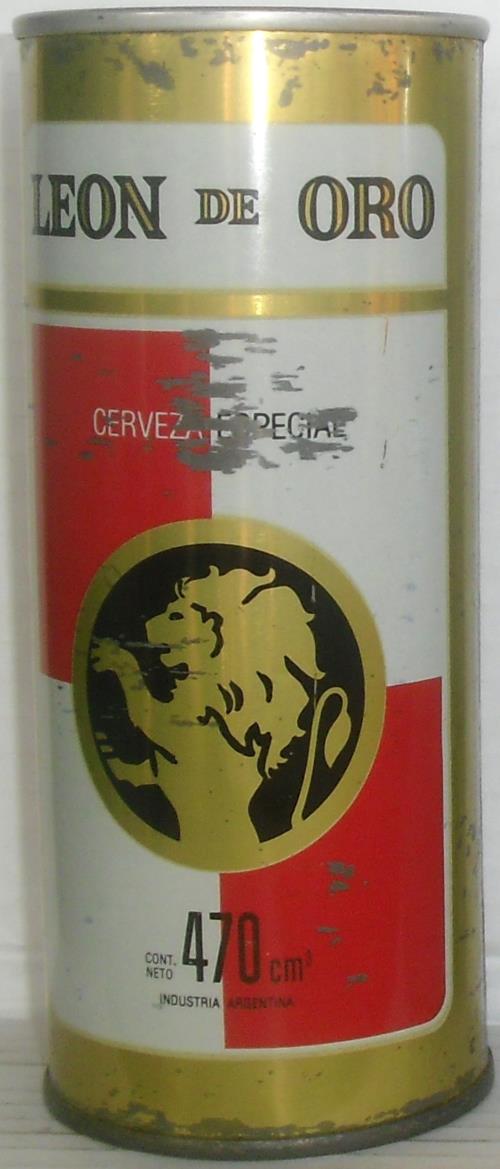 LEON DE ORO
CERVEZA ESPECIAL
CONT. NETO 470 cm³
INDUSTRIA ARGENTINA